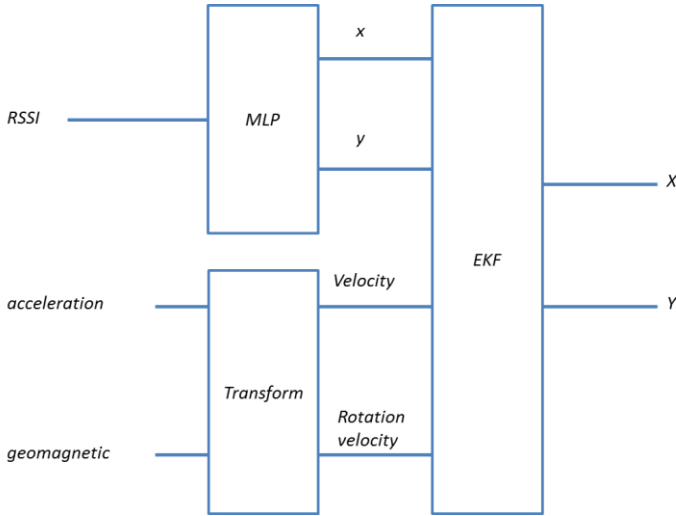 x
RSSI
MLP
y
X
EKF
Velocity
acceleration
Y
Transform
Rotation
velocity
geomagnetic